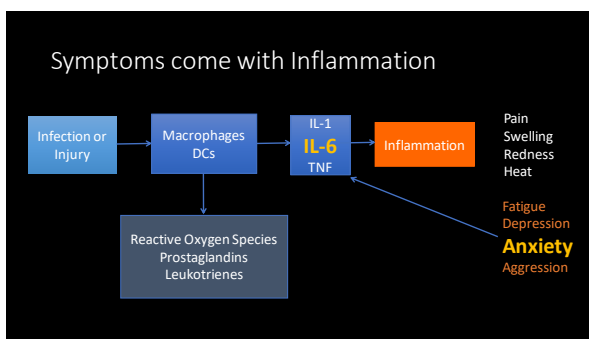 Symptoms come with Inflammation
Infection or
Injury
Macrophages
DCs
IL-1
IL-6
TNF
Inflammation
Pain
Swelling
Redness
Heat
Reactive Oxygen Species
Prostaglandins
Leukotrienes
Fatigue
Depression
Anxiety
Aggression